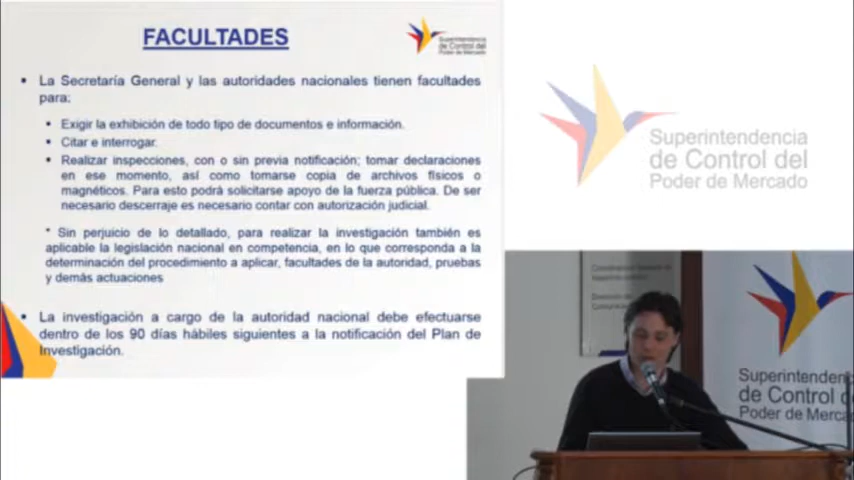 FACULTADES
Superintendencia
de Control del
Poder de Mercado
• La Secretaría General y las autoridades nacionales tienen facultades
para:
• Exigir la exhibición de todo tipo de documentos e información.
• Citar e interrogar.
• Realizar inspecciones, con o sin previa notificación; tomar declaraciones
en ese momento, así como tomarse copia de archivos físicos o
magnéticos. Para esto podrá solicitarse apoyo de la fuerza pública. De ser
necesario descerraje es necesario contar con autorización judicial.
* Sin perjuicio de lo detallado, para realizar la investigación también es
aplicable la legislación nacional en competencia, en lo que corresponda a la
determinación del procedimiento a aplicar, facultades de la autoridad, pruebas
y demás actuaciones
• La investigación a cargo de la autoridad nacional debe efectuarse
dentro de los 90 días hábiles siguientes a la notificación del Plan de
Investigación.
Superintendencia
de Control del
Poder de Mercado
Superintendenc
de Control d
Poder de Merca